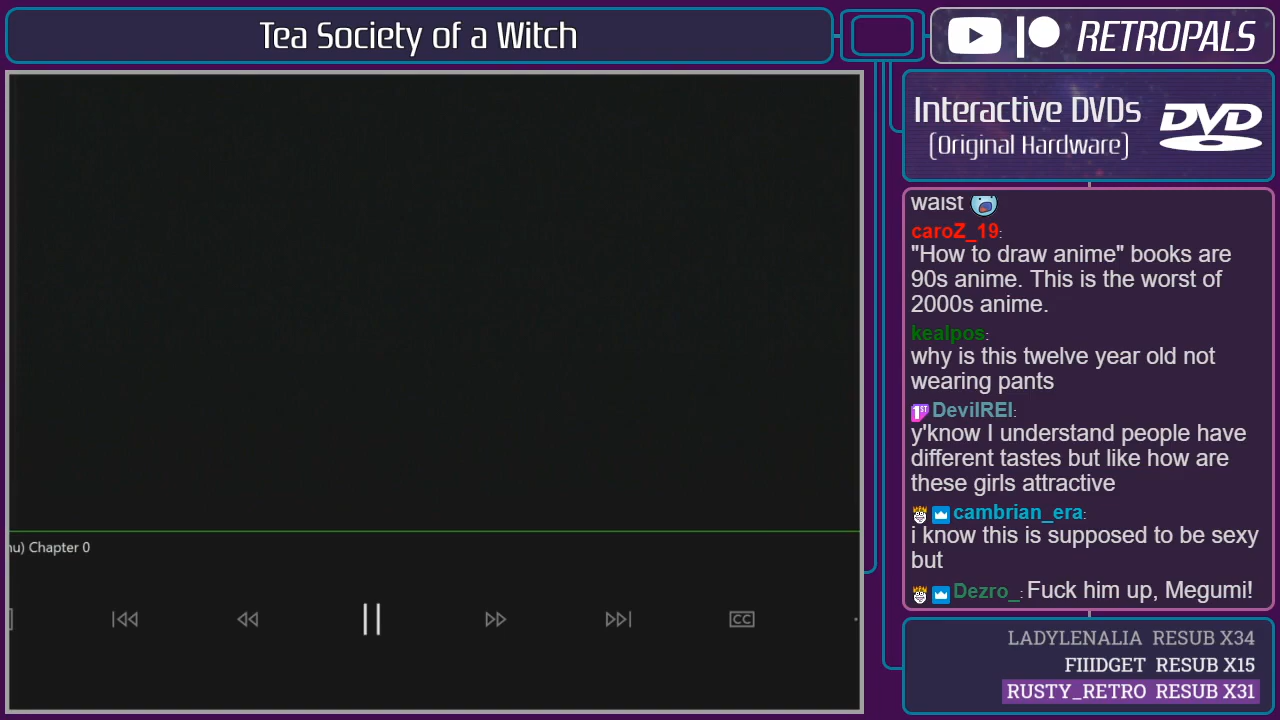 Tea Society of a Witch
RETROPALS
Interactive DVDs
(Original Hardware)
DVD
waist
caroZ_19:
"How to draw anime" books are
90s anime. This is the worst of
2000s anime.
kealpos:
why is this twelve year old not
wearing pants
1ST DevilREI:
y'know I understand people have
different tastes but like how are
these girls attractive
cambrian_era:
i know this is supposed to be sexy
but
Dezro_: Fuck him up, Megumi!
nu) Chapter 0
CC
LADYLENALIA RESUB X34
FIIIDGET RESUB X15
RUSTY_RETRO RESUB X31